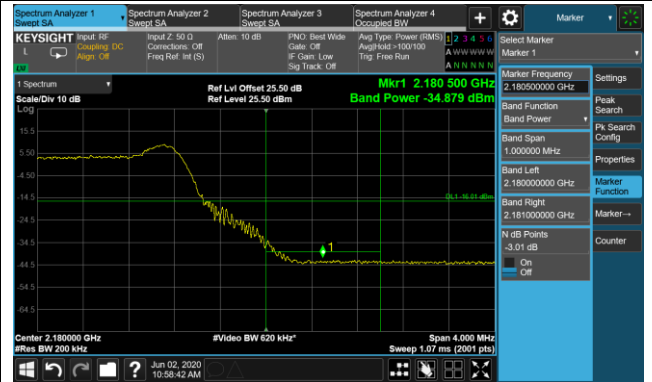 Spectrum Analyzer 1
Swept SA
Spectrum Analyzer 2
Swept SA
Spectrum Analyzer 3
Swept SA
Spectrum Analyzer 4
Occupied BW
+
Marker
KEYSIGHT
L
Input: RF
Coupling: DC
Align: Off
Input Z: 50 Ω
Corrections: Off
Freq Ref: Int (S)
Atten: 10 dB
PNO: Best Wide
Gate: Off
IF Gain: Low
Sig Track: Off
Avg Type: Power (RMS)
Avg|Hold:>100/100
Trig: Free Run
1 2 3 4 5 6
A W W W W W
A N N N N N
Select Marker
Marker 1
1 Spectrum
Scale/Div 10 dB
Log
Ref Lvl Offset 25.50 dB
Ref Level 25.50 dBm
Mkr1 2.180 500 GHz
Band Power -34.879 dBm
15.5
5.50
-4.50
-14.5
-24.5
-34.5
-44.5
-54.5
-64.5
DL1 -16.01 dBm
1
Center 2.180000 GHz
#Res BW 200 kHz
#Video BW 620 kHz*
Span 4.000 MHz
Sweep 1.07 ms (2001 pts)
Marker Frequency
2.180500000 GHz
Band Function
Band Power
Band Span
1.000000 MHz
Band Left
2.180000000 GHz
Band Right
2.181000000 GHz
N dB Points
-3.01 dB
On
Off
Settings
Peak
Search
Pk Search
Config
Properties
Marker
Function
Marker→
Counter
?
Jun 02, 2020
10:58:42 AM